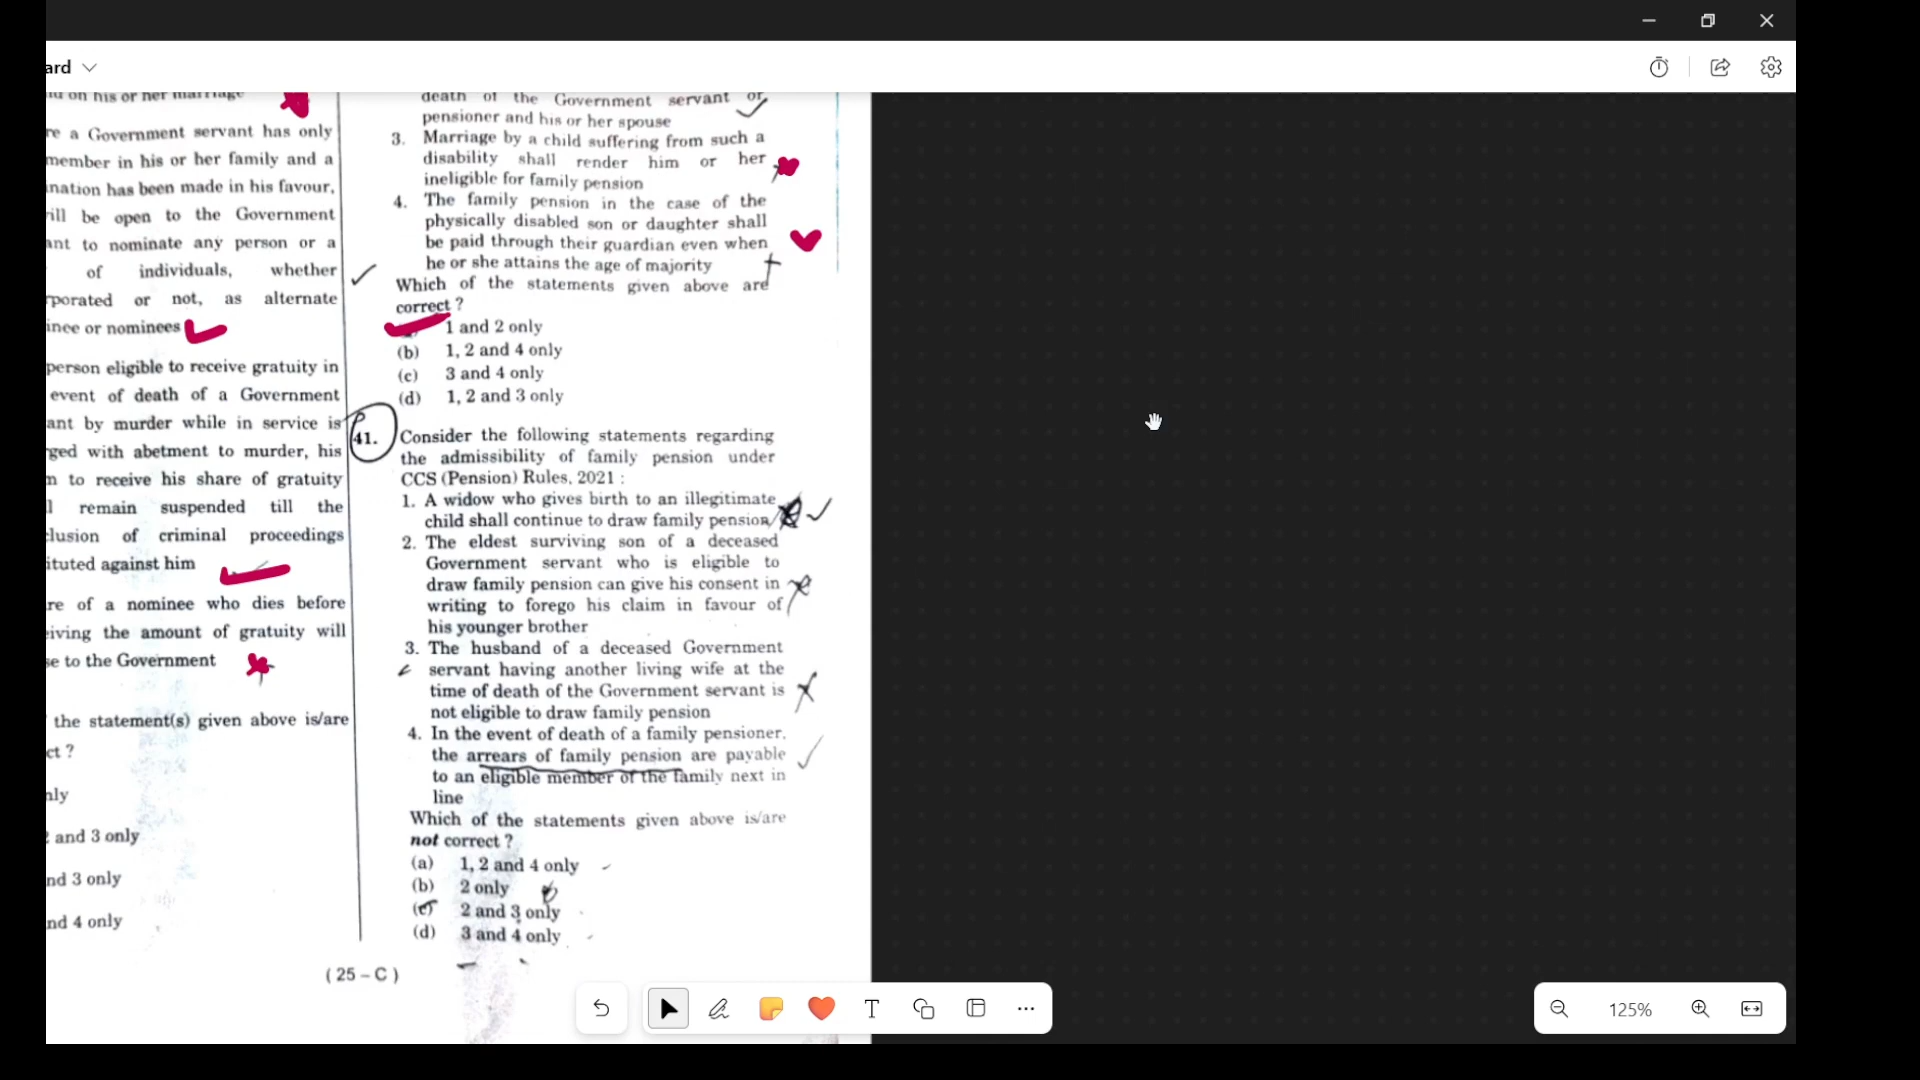 ard
nd on his or her marriage
re a Government servant has only
member in his or her family and a
nation has been made in his favour,
ill be open to the Government
ant to nominate any person or a
of individuals, whether
rporated or not, as alternate
inee or nominees
person eligible to receive gratuity in
event of death of a Government
ant by murder while in service is
ged with abetment to murder, his
n to receive his share of gratuity
l remain suspended till the
clusion of criminal proceedings
ituted against him
re of a nominee who dies before
eiving the amount of gratuity will
se to the Government
the statement(s) given above is/are
ct ?
nly
2 and 3 only
nd 3 only
nd 4 only
death of the Government servant or
pensioner and his or her spouse
3. Marriage by a child suffering from such a
disability shall render him or her
ineligible for family pension
4. The family pension in the case of the
physically disabled son or daughter shall
be paid through their guardian even when
he or she attains the age of majority
Which of the statements given above are
correct ?
1 and 2 only
(b) 1, 2 and 4 only
(c) 3 and 4 only
(d) 1, 2 and 3 only
41. Consider the following statements regarding
the admissibility of family pension under
CCS (Pension) Rules, 2021 :
1. A widow who gives birth to an illegitimate
child shall continue to draw family pension
2. The eldest surviving son of a deceased
Government servant who is eligible to
draw family pension can give his consent in
writing to forego his claim in favour of
his younger brother
3. The husband of a deceased Government
servant having another living wife at the
time of death of the Government servant is
not eligible to draw family pension
4. In the event of death of a family pensioner,
the arrears of family pension are payable
to an eligible member of the family next in
line
Which of the statements given above is/are
not correct ?
(a) 1, 2 and 4 only
(b) 2 only
(c) 2 and 3 only
(d) 3 and 4 only
( 25 – C )
T
125%